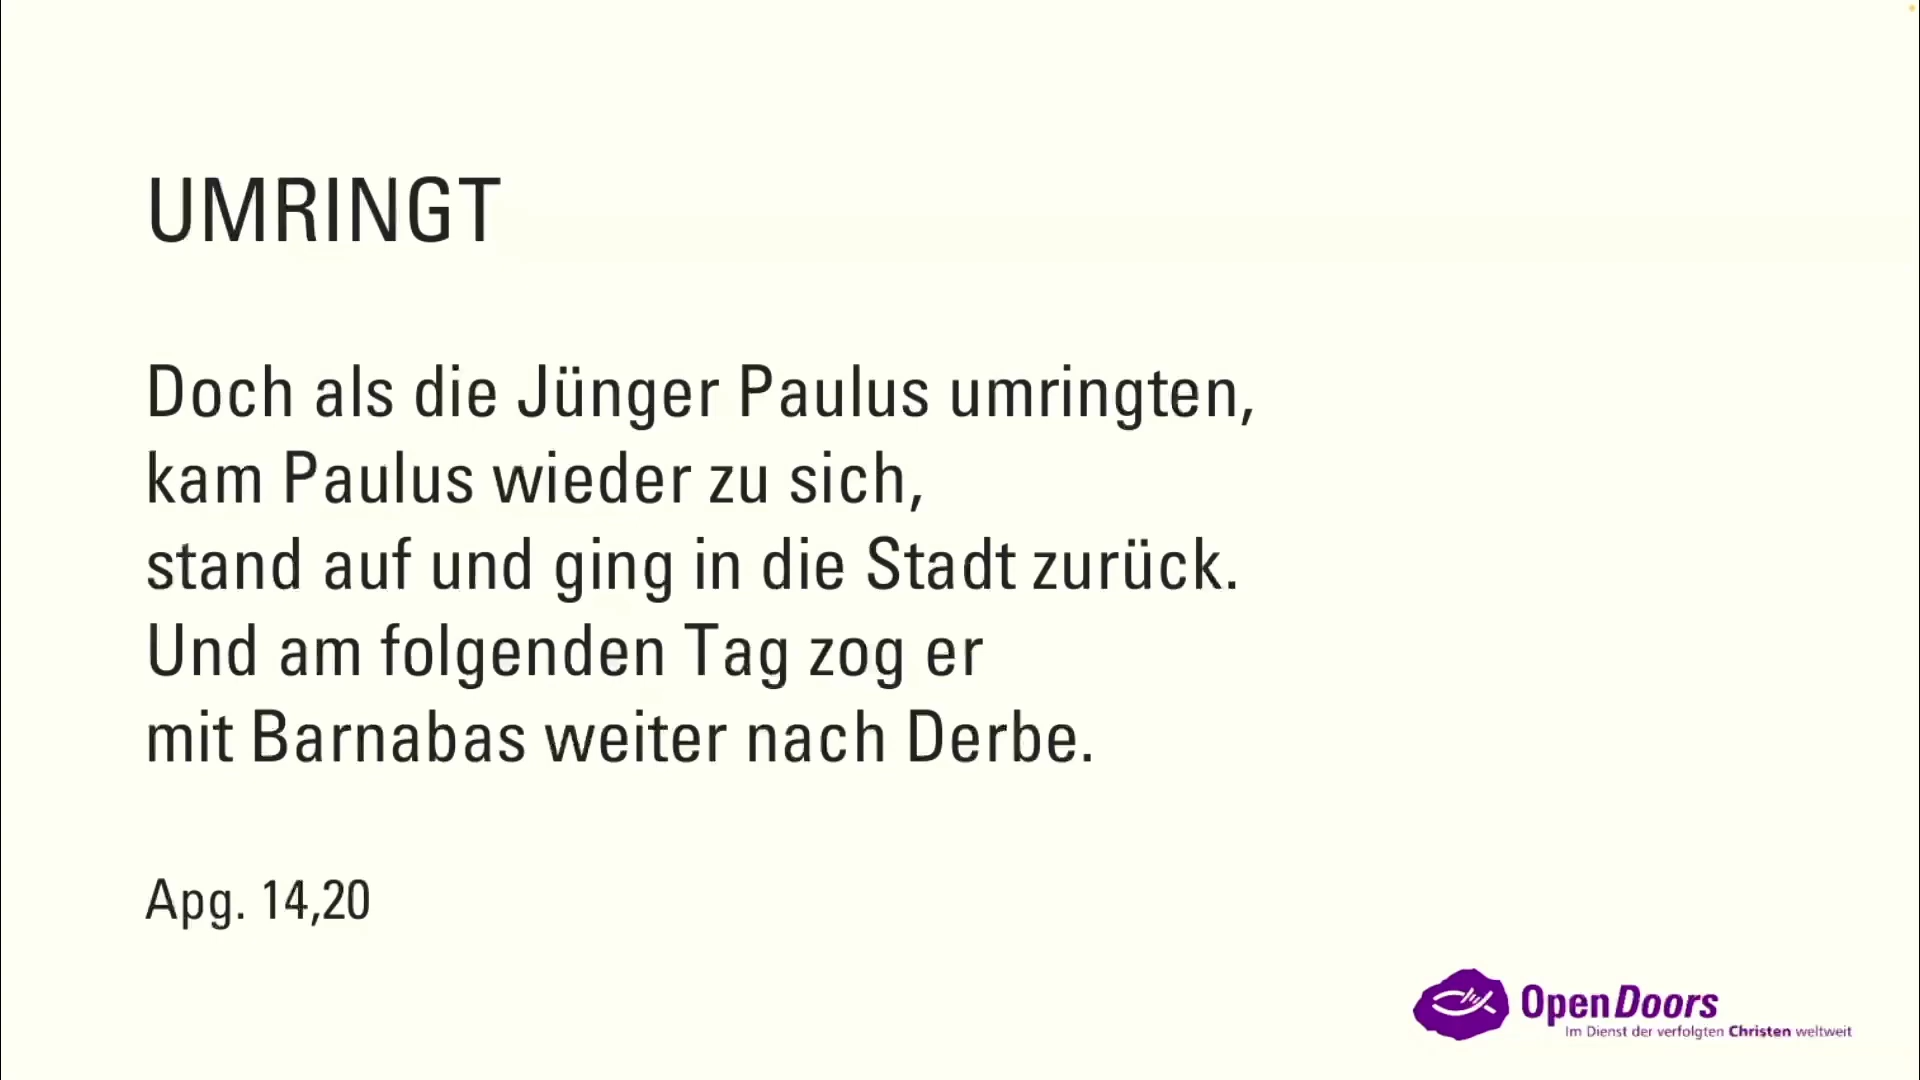 UMRINGT
Doch als die Jünger Paulus umringten,
kam Paulus wieder zu sich,
stand auf und ging in die Stadt zurück.
Und am folgenden Tag zog er
mit Barnabas weiter nach Derbe.
Apg. 14,20
OpenDoors
Im Dienst der verfolgten Christen weltweit